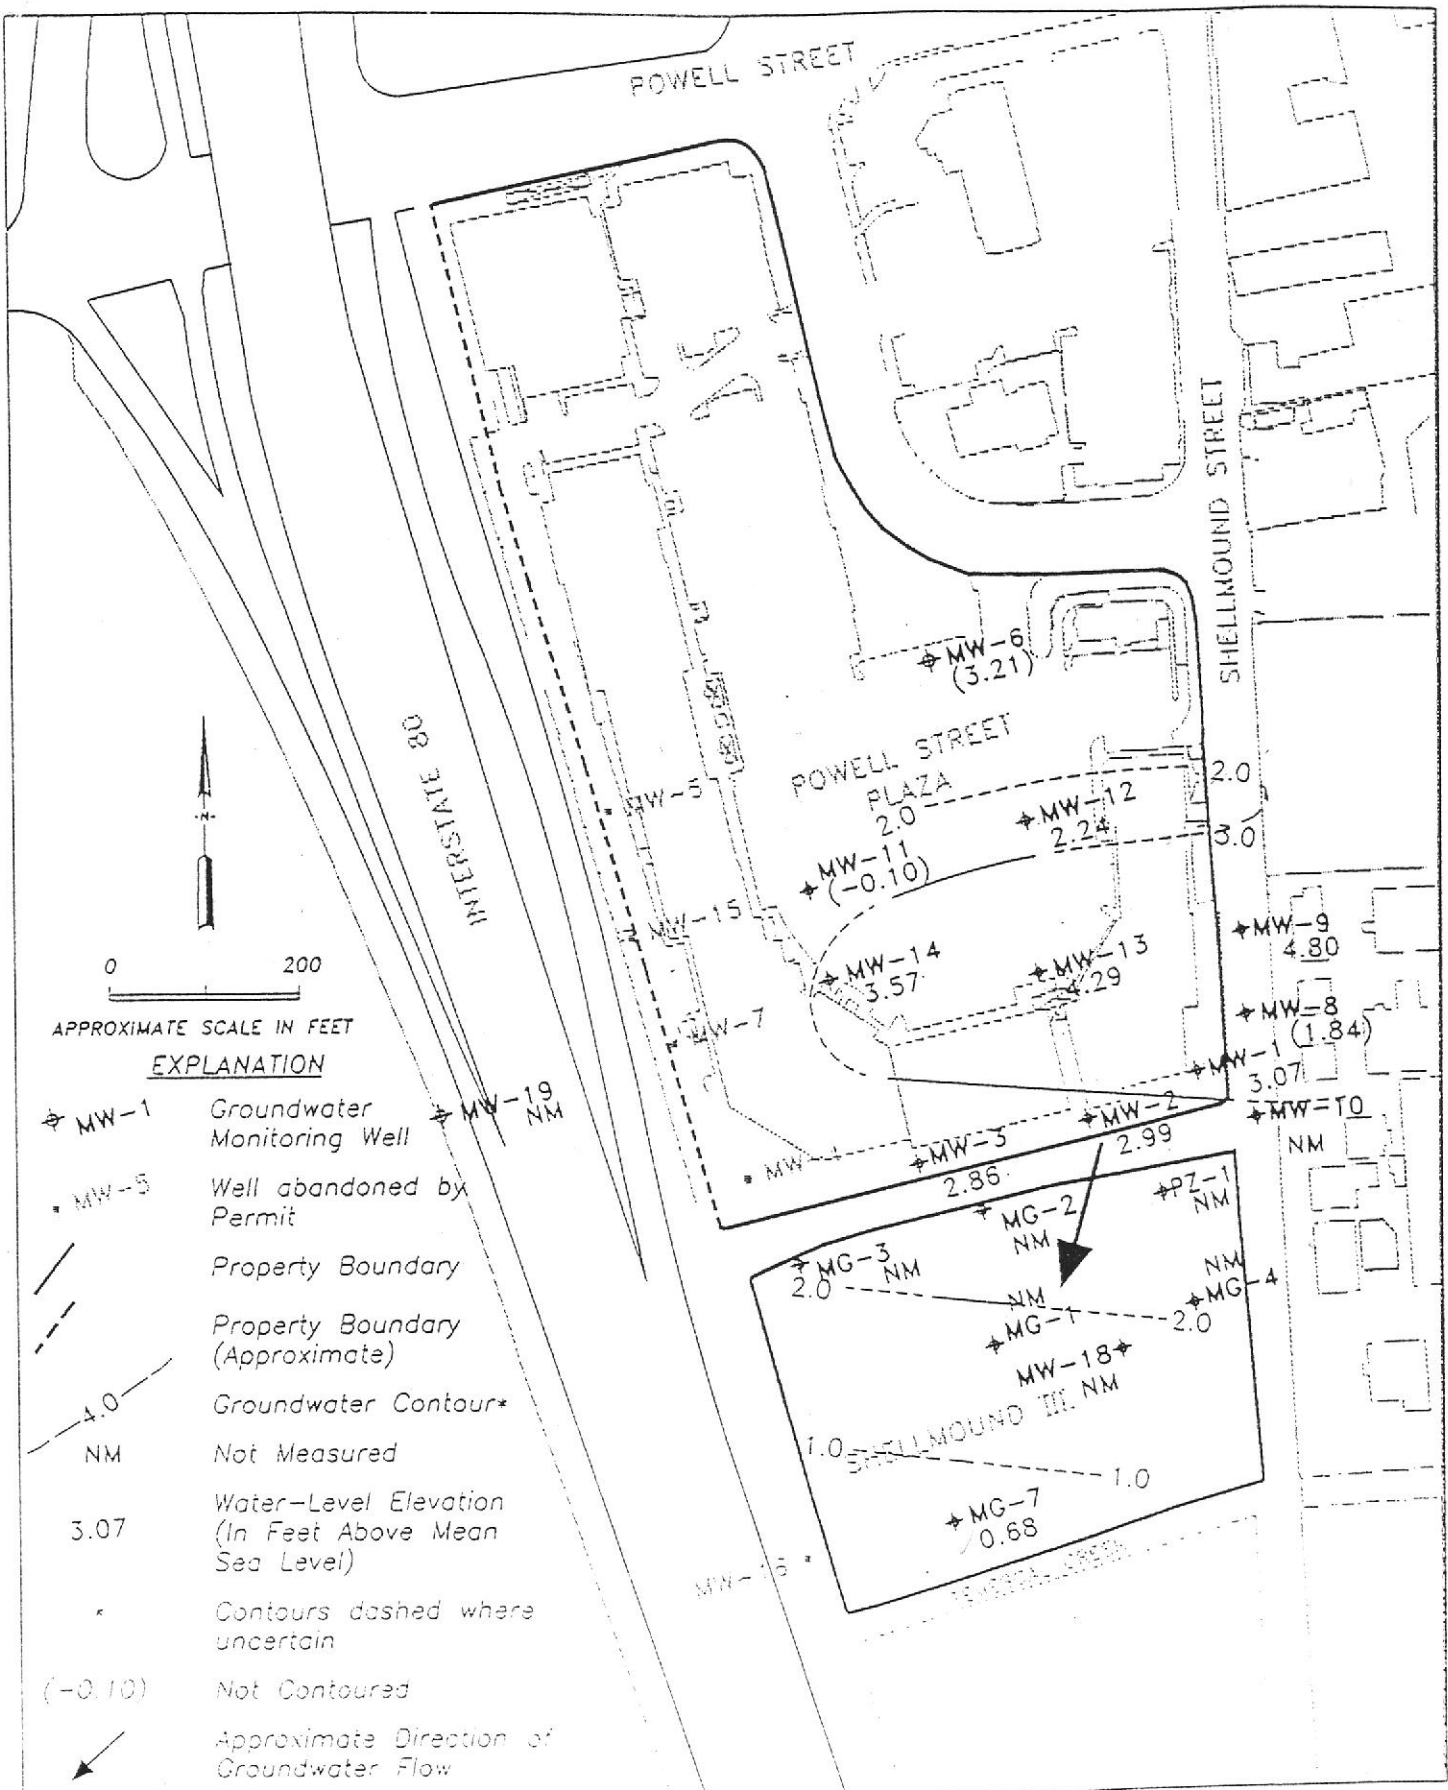 POWELL STREET
SHELLMOUND STREET
INTERSTATE 80
MW-6
(3.21)
POWELL STREET
PLAZA
2.0
2.0
MW-12
2.24
3.0
MW-11
(-0.10)
MW-5
MW-15
MW-7
MW-14
3.57
MW-13
4.29
MW-9
4.80
MW-8
(1.84)
MW-1
3.07
MW-10
NM
MW-2
2.99
MW-3
2.86
MW-4
PZ-1
NM
MG-2
NM
MG-3
NM
2.0
NM
MG-4
NM
MG-1
2.0
MW-18
NM
SHELLMOUND III
1.0
1.0
MG-7
0.68
MW-16
CREEK
-N-
0 200
APPROXIMATE SCALE IN FEET
EXPLANATION
MW-1 Groundwater
Monitoring Well
MW-19
NM
MW-5 Well abandoned by
Permit
Property Boundary
Property Boundary
(Approximate)
4.0 Groundwater Contour*
NM Not Measured
3.07 Water-Level Elevation
(In Feet Above Mean
Sea Level)
* Contours dashed where
uncertain
(-0.10) Not Contoured
Approximate Direction of
Groundwater Flow